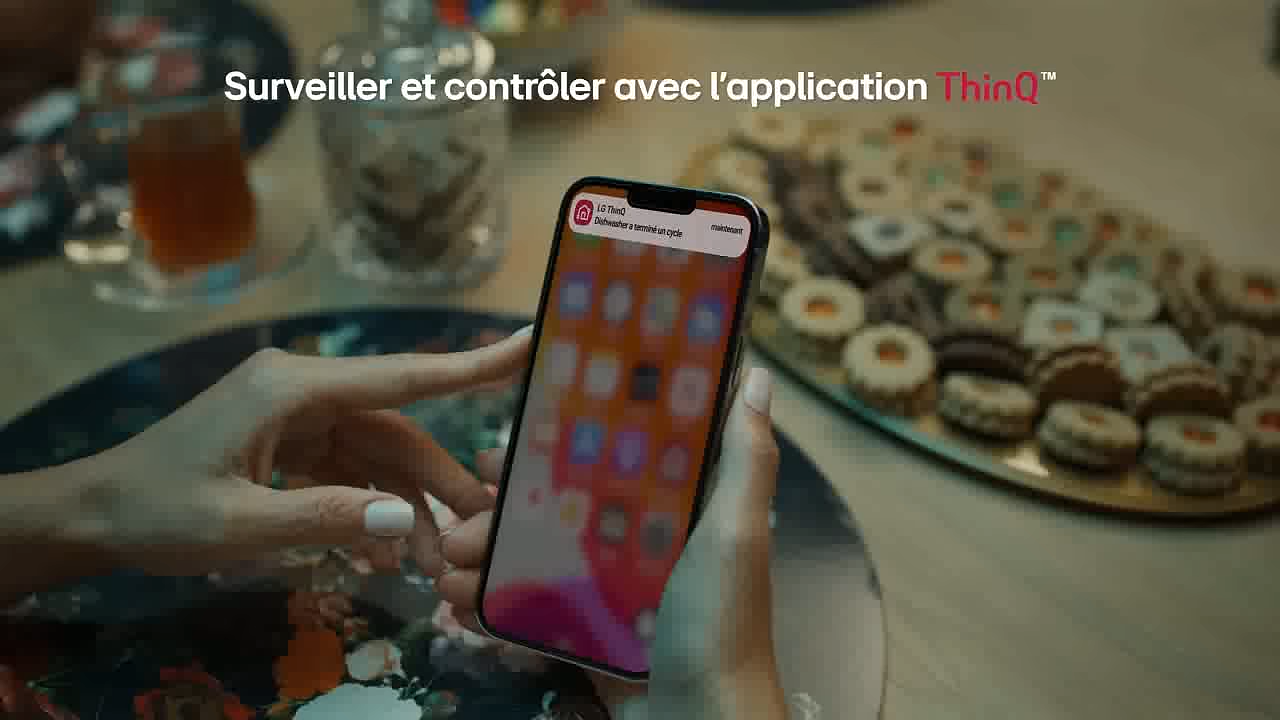 Surveiller et contrôler avec l'application ThinQ™
LG ThinQ
maintenant
Dishwasher a terminé un cycle